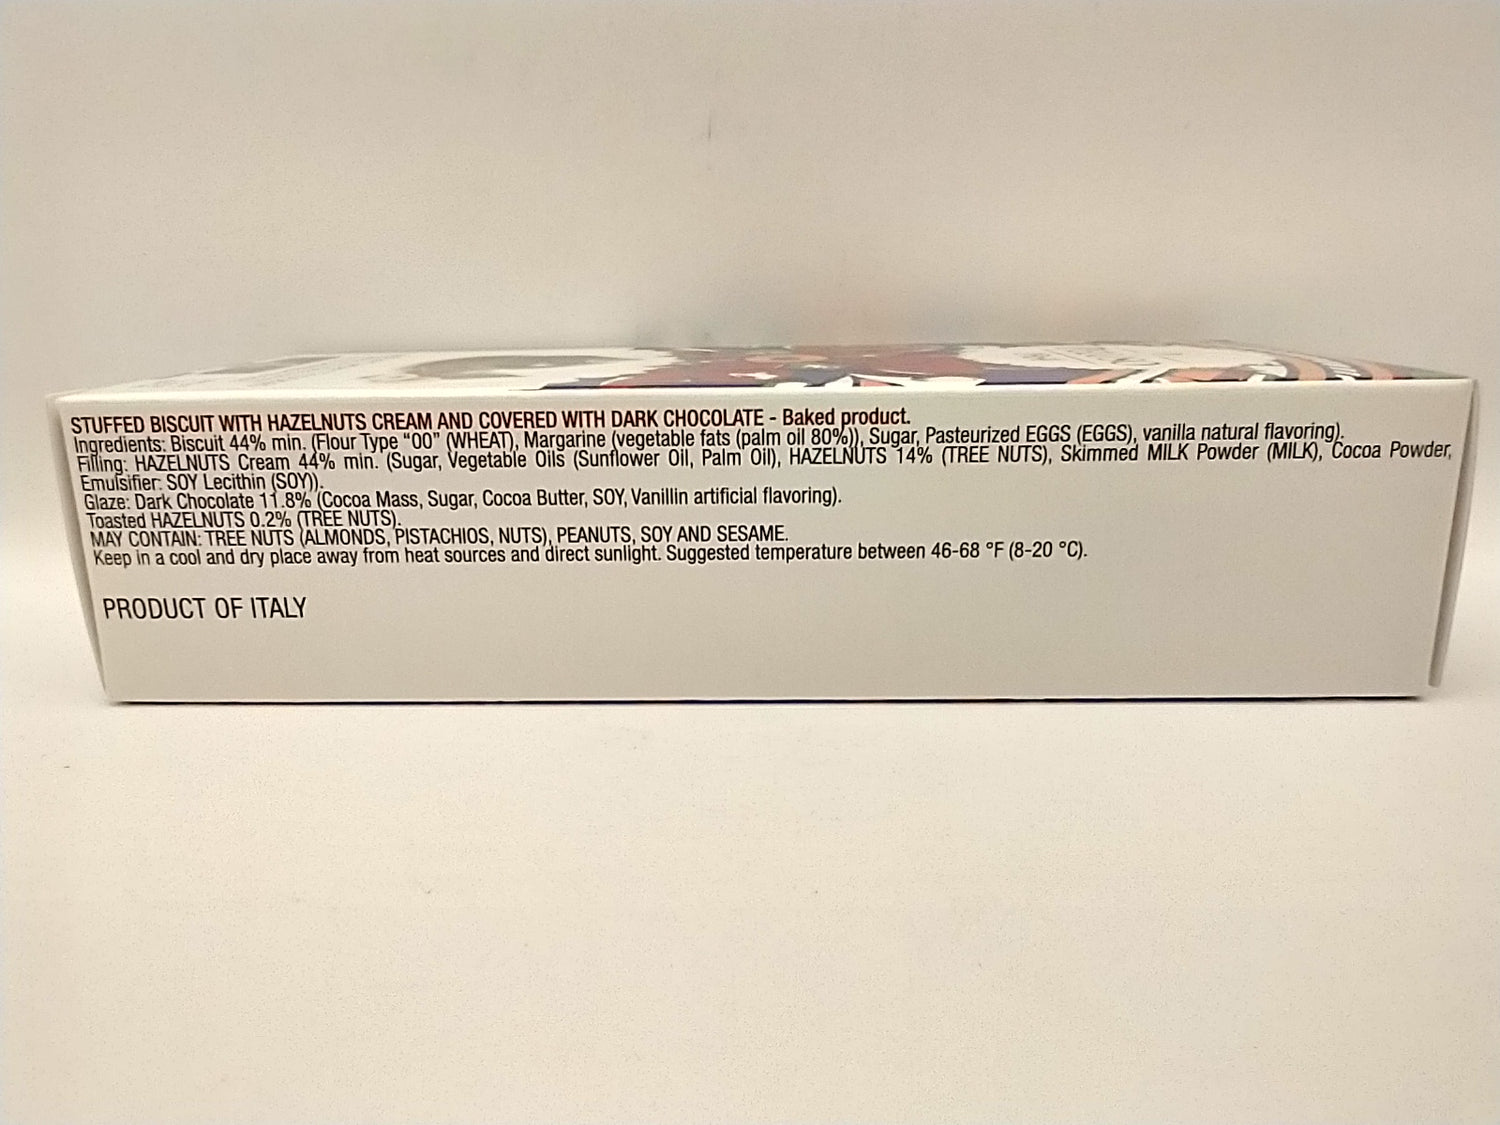 STUFFED BISCUIT WITH HAZELNUTS CREAM AND COVERED WITH DARK CHOCOLATE - Baked product.
Ingredients: Biscuit 44% min. (Flour Type “00” (WHEAT), Margarine (vegetable fats (palm oil 80%)), Sugar, Pasteurized EGGS (EGGS), vanilla natural flavoring).
Filling: HAZELNUTS Cream 44% min. (Sugar, Vegetable Oils (Sunflower Oil, Palm Oil), HAZELNUTS 14% (TREE NUTS), Skimmed MILK Powder (MILK), Cocoa Powder,
Emulsifier: SOY Lecithin (SOY)).
Glaze: Dark Chocolate 11.8% (Cocoa Mass, Sugar, Cocoa Butter, SOY, Vanillin artificial flavoring).
Toasted HAZELNUTS 0.2% (TREE NUTS).
MAY CONTAIN: TREE NUTS (ALMONDS, PISTACHIOS, NUTS), PEANUTS, SOY AND SESAME.
Keep in a cool and dry place away from heat sources and direct sunlight. Suggested temperature between 46-68 °F (8-20 °C).
PRODUCT OF ITALY